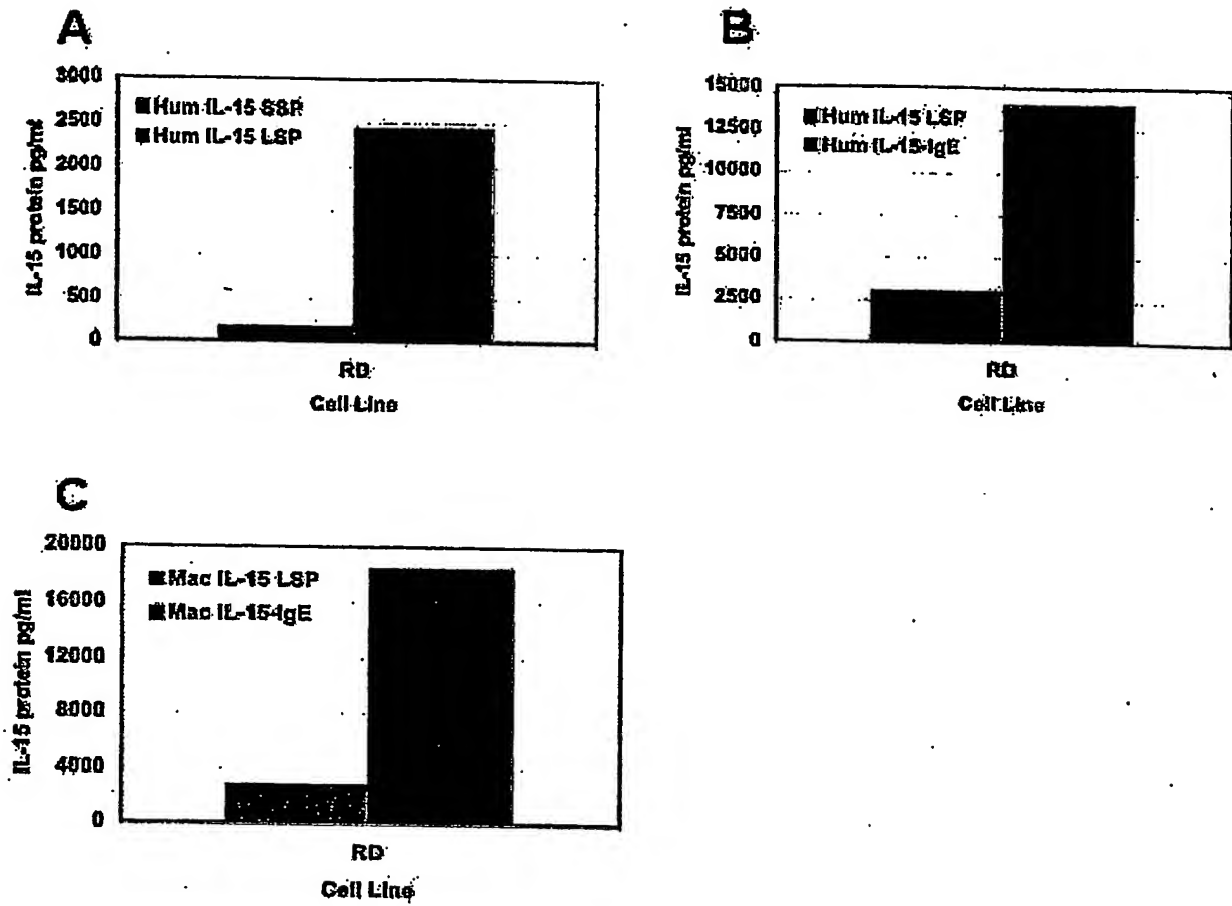 A
3000
2500
2000
1500
1000
500
0
IL-15 protein pg/ml
Hum IL-15 SSP
Hum IL-15 LSP
RD
Cell Line
B
15000
12500
10000
7500
5000
2500
0
IL-15 protein pg/ml
Hum IL-15 LSP
Hum IL-15-IgE
RD
Cell Line
C
20000
16000
12000
8000
4000
0
IL-15 protein pg/ml
Mac IL-15 LSP
Mac IL-15-IgE
RD
Cell Line